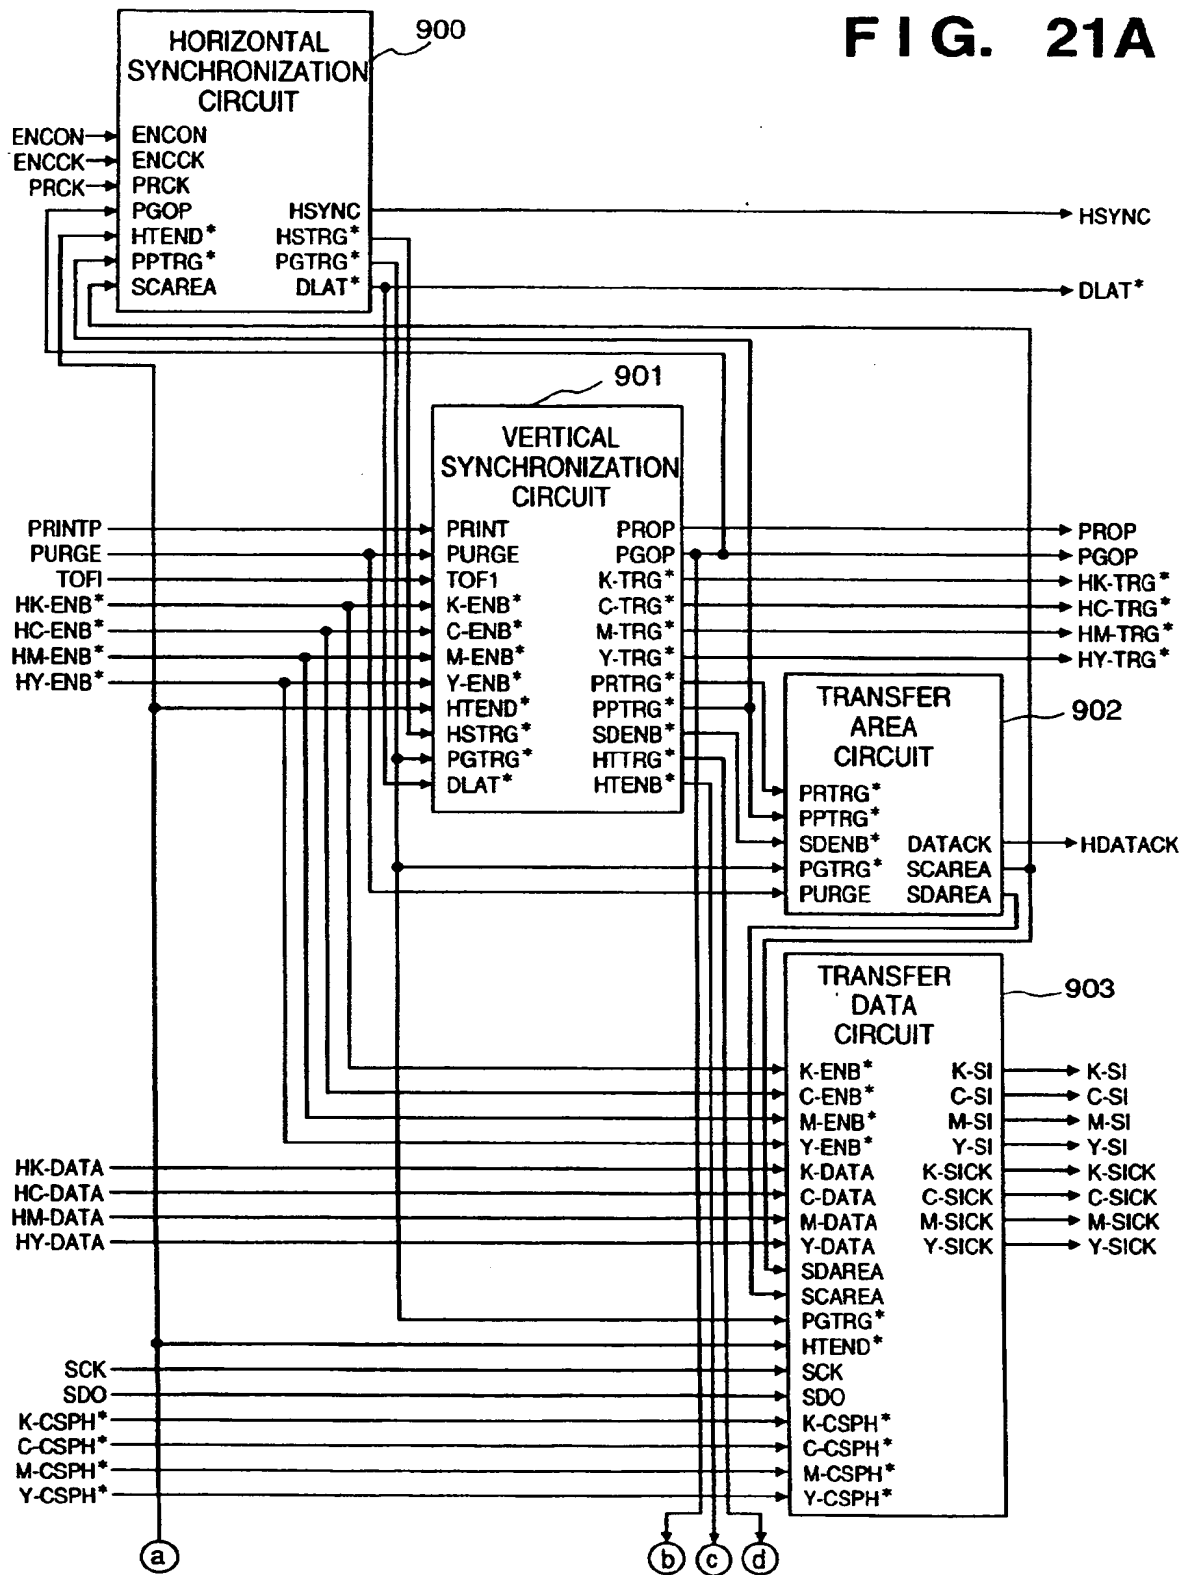 FIG. 21A
900
HORIZONTAL
SYNCHRONIZATION
CIRCUIT
ENCON ENCON
ENCCK ENCCK
PRCK PRCK
PGOP HSYNC HSYNC
HTEND* HSTRG*
PPTRG* PGTRG*
SCAREA DLAT* DLAT*
901
VERTICAL
SYNCHRONIZATION
CIRCUIT
PRINTP PRINT PROP PROP
PURGE PURGE PGOP PGOP
TOFI TOF1 K-TRG* HK-TRG*
HK-ENB* K-ENB* C-TRG* HC-TRG*
HC-ENB* C-ENB* M-TRG* HM-TRG*
HM-ENB* M-ENB* Y-TRG* HY-TRG*
HY-ENB* Y-ENB* PRTRG*
HTEND* PPTRG*
HSTRG* SDENB*
PGTRG* HTTRG*
DLAT* HTENB*
902
TRANSFER
AREA
CIRCUIT
PRTRG*
PPTRG*
SDENB* DATACK HDATACK
PGTRG* SCAREA
PURGE SDAREA
903
TRANSFER
DATA
CIRCUIT
K-ENB* K-SI K-SI
C-ENB* C-SI C-SI
M-ENB* M-SI M-SI
Y-ENB* Y-SI Y-SI
HK-DATA K-DATA K-SICK K-SICK
HC-DATA C-DATA C-SICK C-SICK
HM-DATA M-DATA M-SICK M-SICK
HY-DATA Y-DATA Y-SICK Y-SICK
SDAREA
SCAREA
PGTRG*
HTEND*
SCK SCK
SDO SDO
K-CSPH* K-CSPH*
C-CSPH* C-CSPH*
M-CSPH* M-CSPH*
Y-CSPH* Y-CSPH*
a b c d